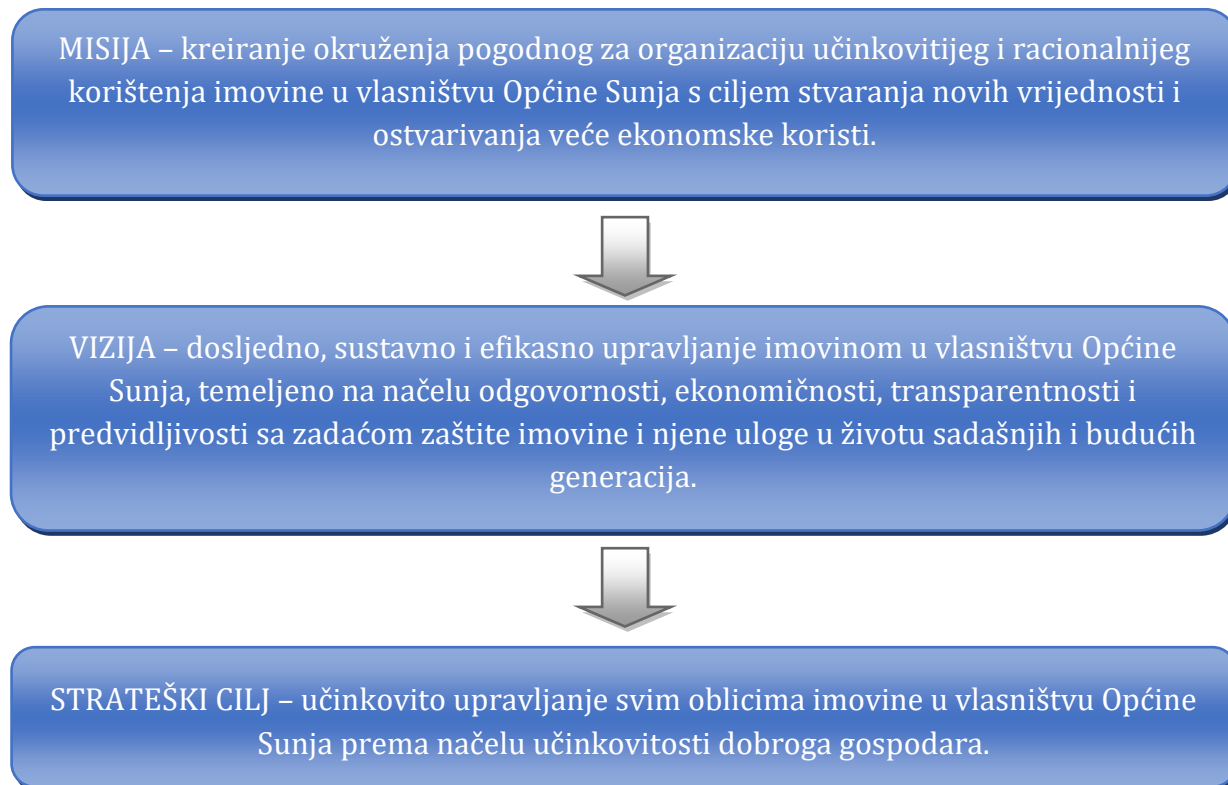 MISIJA – kreiranje okruženja pogodnog za organizaciju učinkovitijeg i racionalnijeg
korištenja imovine u vlasništvu Općine Sunja s ciljem stvaranja novih vrijednosti i
ostvarivanja veće ekonomske koristi.
VIZIJA – dosljedno, sustavno i efikasno upravljanje imovinom u vlasništvu Općine
Sunja, temeljeno na načelu odgovornosti, ekonomičnosti, transparentnosti i
predvidljivosti sa zadaćom zaštite imovine i njene uloge u životu sadašnjih i budućih
generacija.
STRATEŠKI CILJ – učinkovito upravljanje svim oblicima imovine u vlasništvu Općine
Sunja prema načelu učinkovitosti dobroga gospodara.